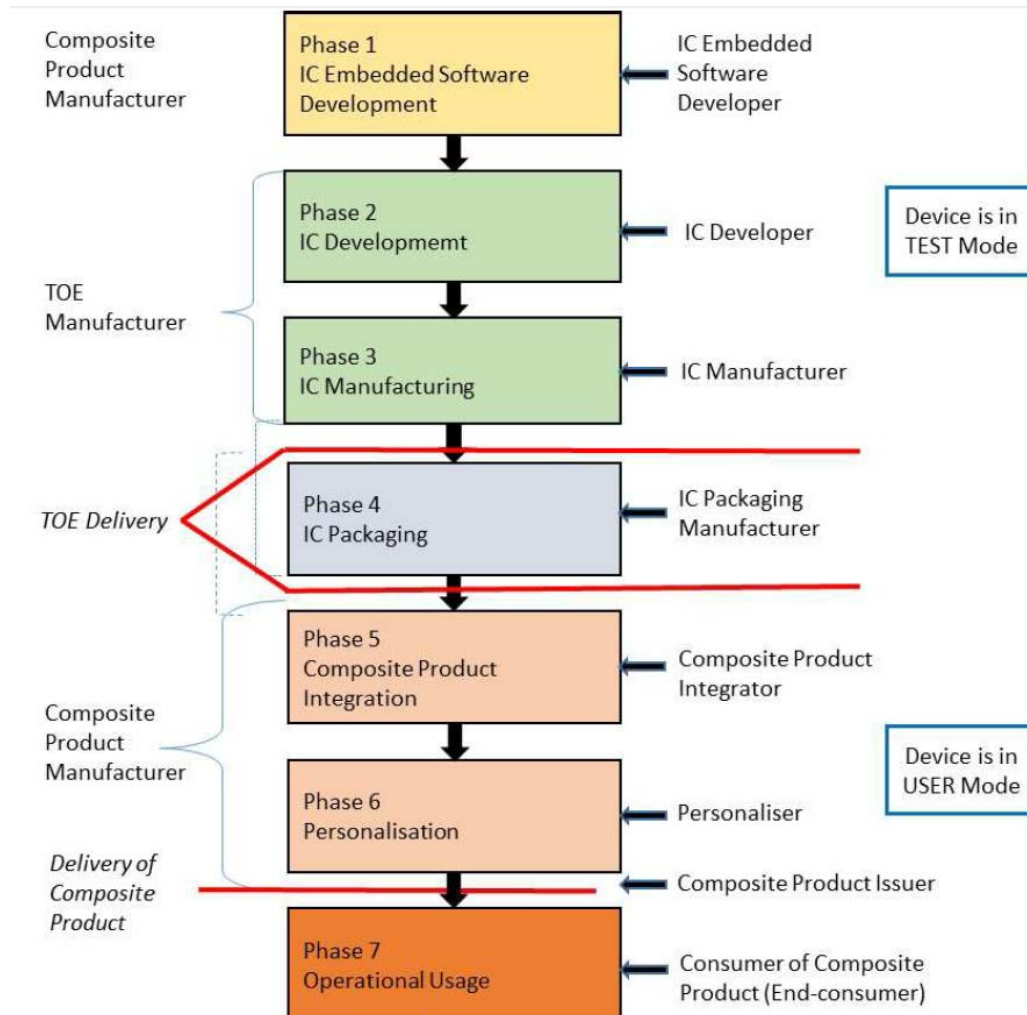 Composite
Product
Manufacturer
Phase 1
IC Embedded Software
Development
IC Embedded
Software
Developer
Phase 2
IC Developmemt
IC Developer
Device is in
TEST Mode
TOE
Manufacturer
Phase 3
IC Manufacturing
IC Manufacturer
TOE Delivery
Phase 4
IC Packaging
IC Packaging
Manufacturer
Phase 5
Composite Product
Integration
Composite Product
Integrator
Composite
Product
Manufacturer
Device is in
USER Mode
Phase 6
Personalisation
Personaliser
Delivery of
Composite
Product
Composite Product Issuer
Phase 7
Operational Usage
Consumer of Composite
Product (End-consumer)